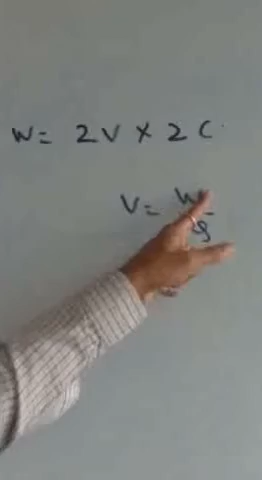 W = 2V × 2C
V = W